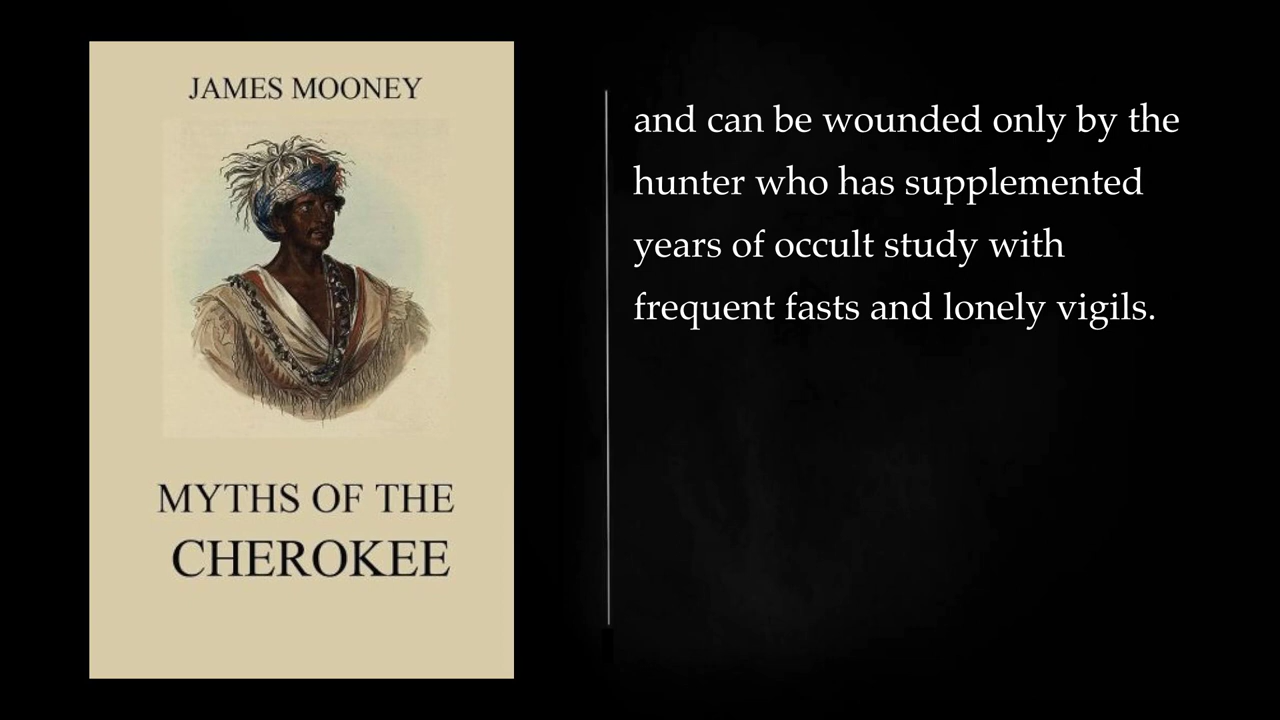 JAMES MOONEY
MYTHS OF THE
CHEROKEE
and can be wounded only by the
hunter who has supplemented
years of occult study with
frequent fasts and lonely vigils.